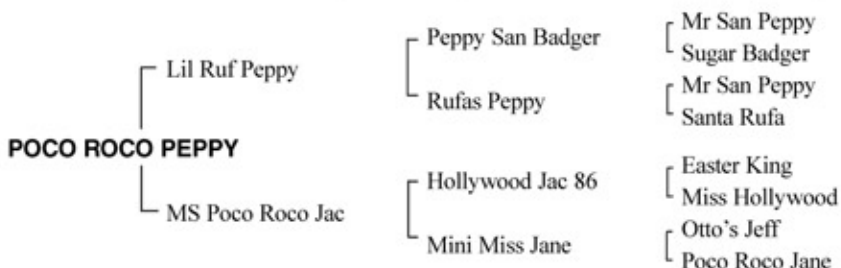 Mr San Peppy
Peppy San Badger
Sugar Badger
Lil Ruf Peppy
Mr San Peppy
Rufas Peppy
Santa Rufa
POCO ROCO PEPPY
Easter King
Hollywood Jac 86
Miss Hollywood
MS Poco Roco Jac
Otto's Jeff
Mini Miss Jane
Poco Roco Jane